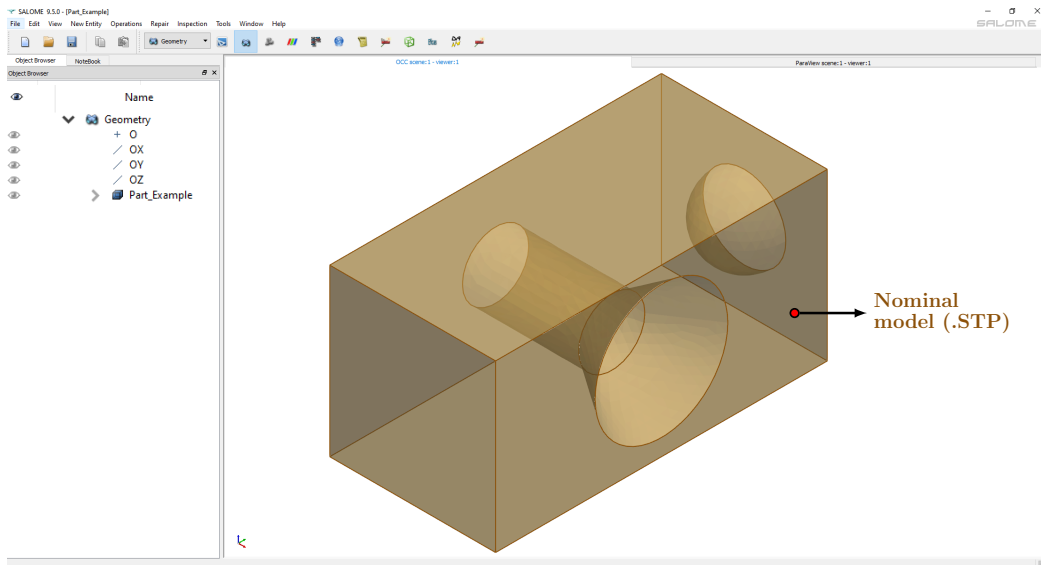 SALOME 9.5.0 - [Part_Example]
File Edit View New Entity Operations Repair Inspection Tools Window Help
SALOME
Geometry
Object Browser NoteBook
OCC scene:1 - viewer:1
ParaView scene:1 - viewer:1
Object Browser
Name
Geometry
O
OX
OY
OZ
Part_Example
Nominal
model (.STP)